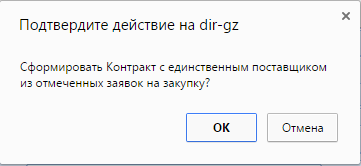 Подтвердите действие на dir-gz
Сформировать Контракт с единственным поставщиком
из отмеченных заявок на закупку?
OK
Отмена